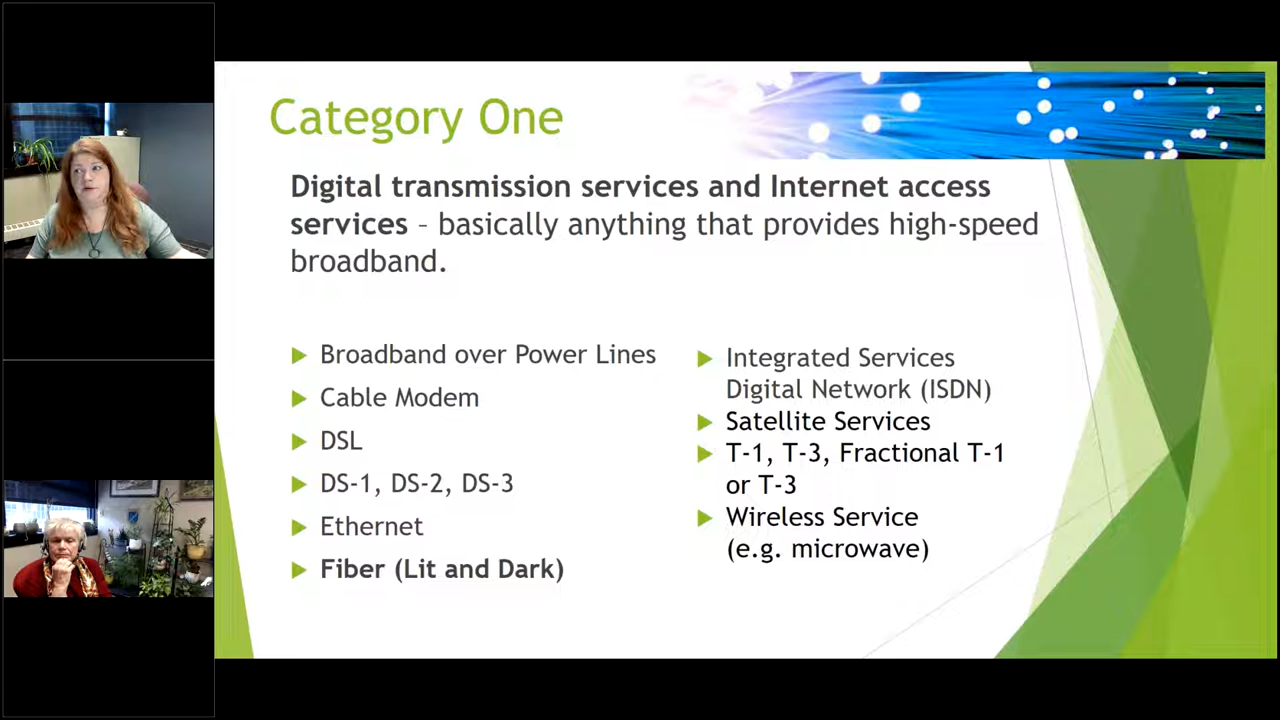 Category One
Digital transmission services and Internet access
services – basically anything that provides high-speed
broadband.
Broadband over Power Lines
Cable Modem
DSL
DS-1, DS-2, DS-3
Ethernet
Fiber (Lit and Dark)
Integrated Services
Digital Network (ISDN)
Satellite Services
T-1, T-3, Fractional T-1
or T-3
Wireless Service
(e.g. microwave)